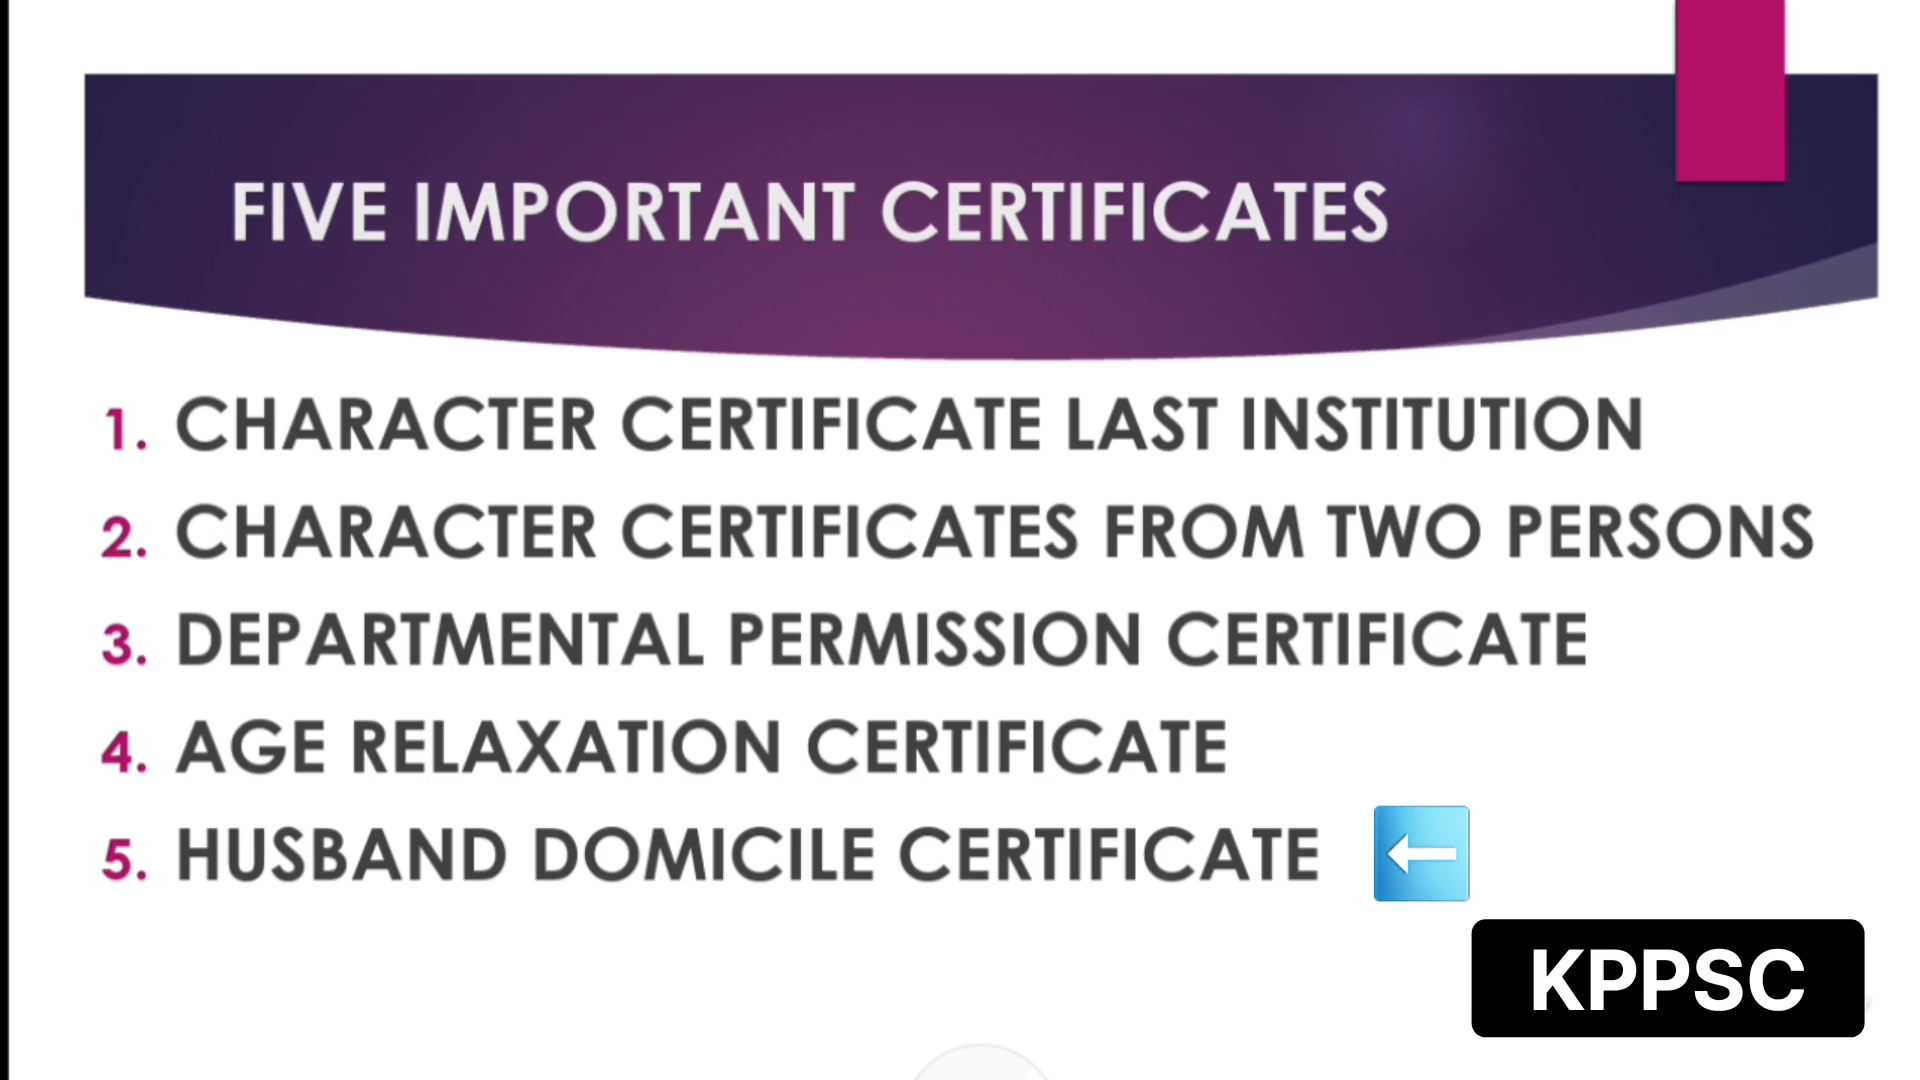 FIVE IMPORTANT CERTIFICATES
1. CHARACTER CERTIFICATE LAST INSTITUTION
2. CHARACTER CERTIFICATES FROM TWO PERSONS
3. DEPARTMENTAL PERMISSION CERTIFICATE
4. AGE RELAXATION CERTIFICATE
5. HUSBAND DOMICILE CERTIFICATE
KPPSC